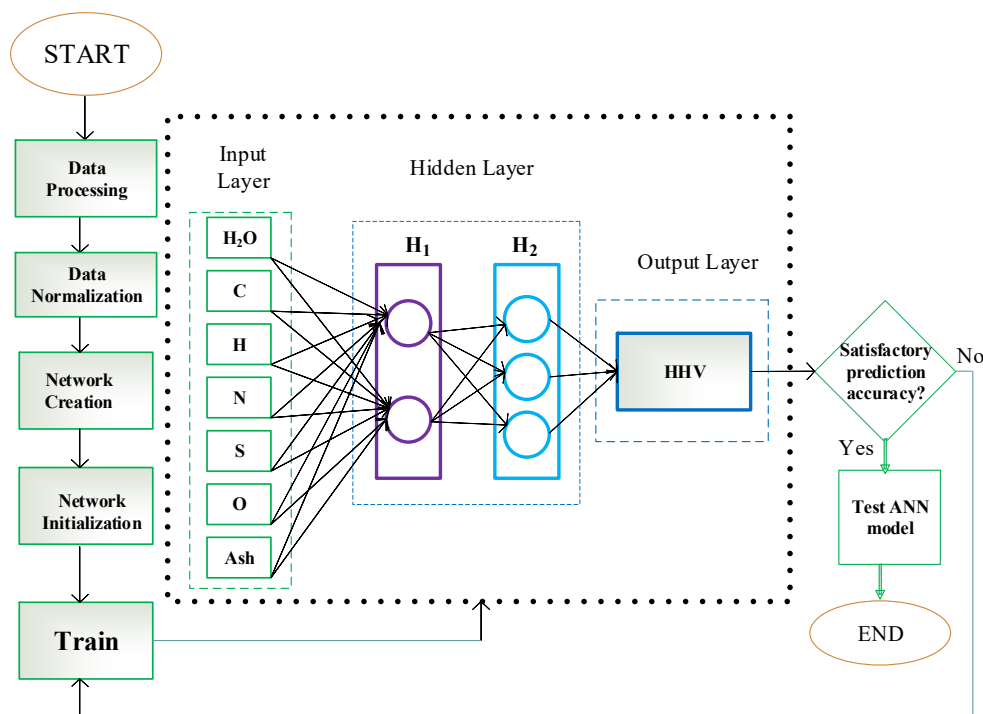 START
Data
Processing
Data
Normalization
Network
Creation
Network
Initialization
Train
Input
Layer
H₂O
C
H
N
S
O
Ash
Hidden Layer
H₁
H₂
Output Layer
HHV
Satisfactory
prediction
accuracy?
No
Yes
Test ANN
model
END